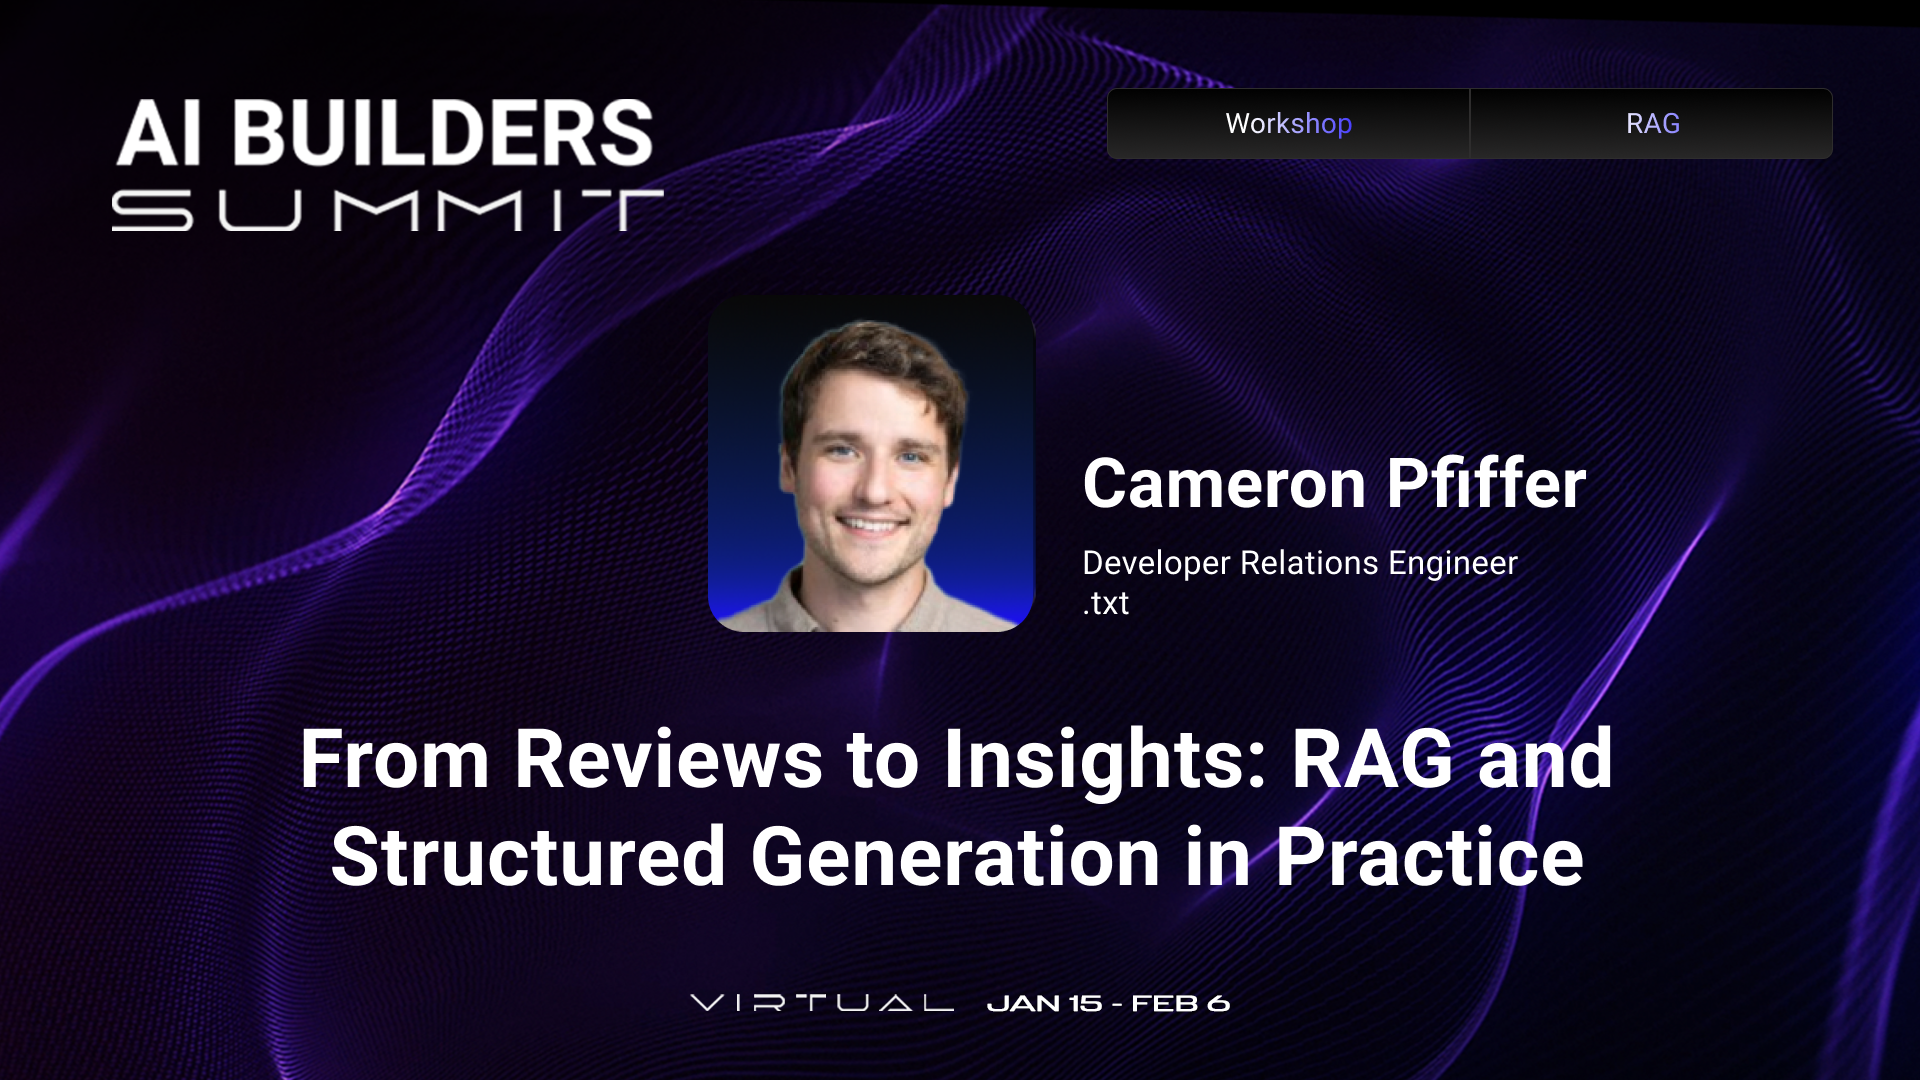 AI BUILDERS
SUMMIT
Workshop
RAG
Cameron Pfiffer
Developer Relations Engineer
.txt
From Reviews to Insights: RAG and
Structured Generation in Practice
VIRTUAL JAN 15 - FEB 6